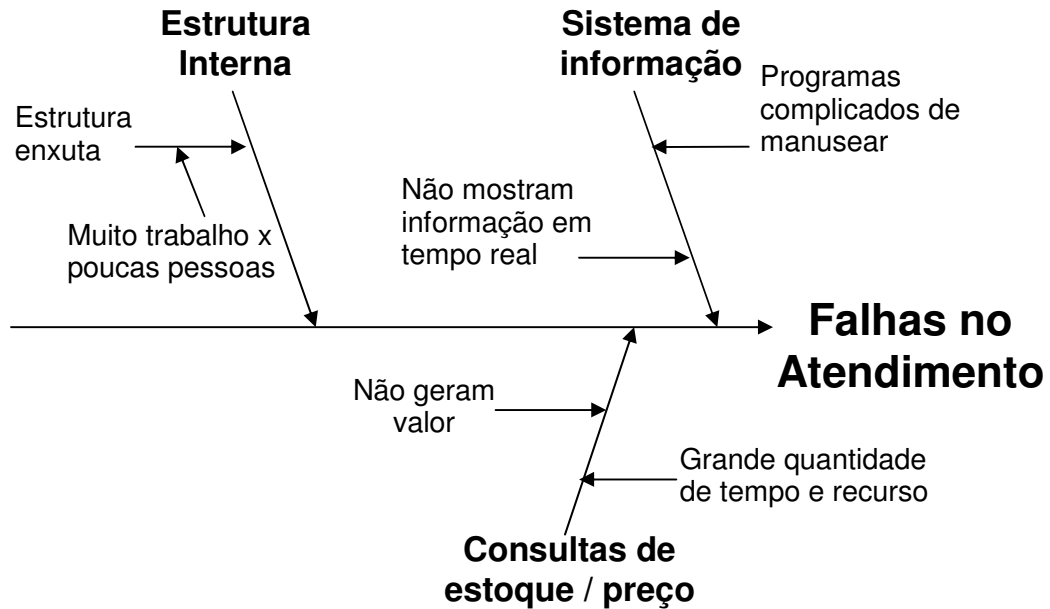 Estrutura
Interna
Sistema de
informação
Programas
complicados de
manusear
Estrutura
enxuta
Não mostram
informação em
tempo real
Muito trabalho x
poucas pessoas
Falhas no
Atendimento
Não geram
valor
Grande quantidade
de tempo e recurso
Consultas de
estoque / preço